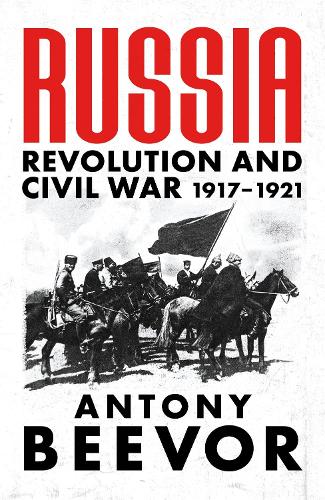 RUSSIA
REVOLUTION AND
CIVIL WAR 1917–1921
ANTONY
BEEVOR